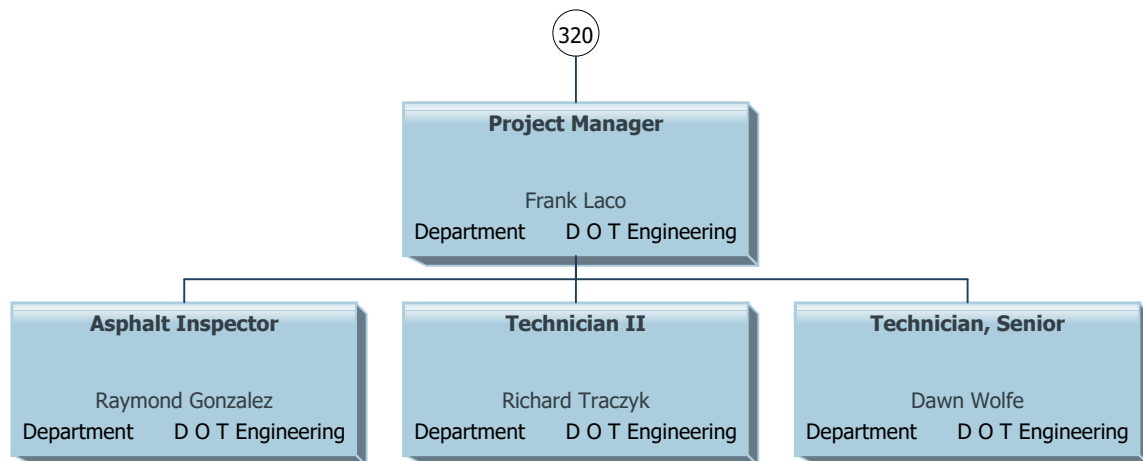 320
Project Manager
Frank Laco
Department D O T Engineering
Asphalt Inspector
Raymond Gonzalez
Department D O T Engineering
Technician II
Richard Traczyk
Department D O T Engineering
Technician, Senior
Dawn Wolfe
Department D O T Engineering